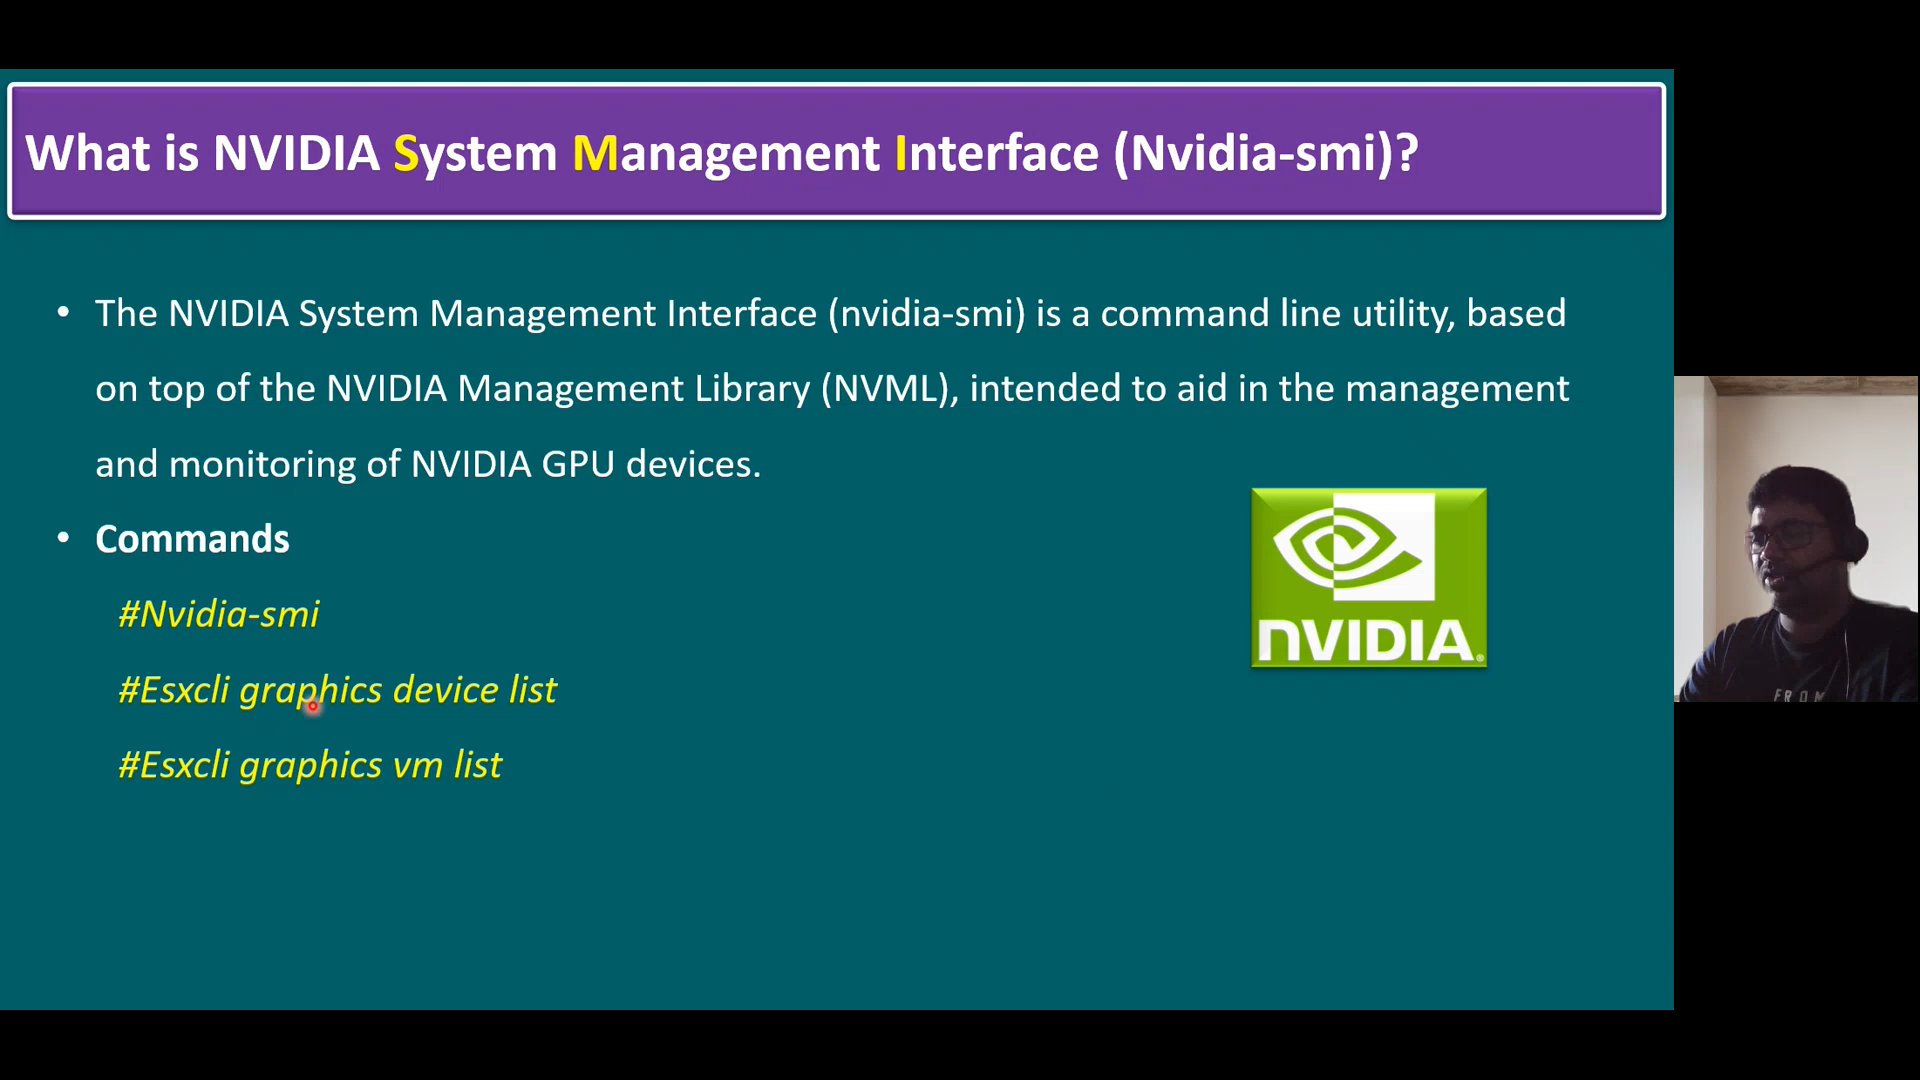 What is NVIDIA System Management Interface (Nvidia-smi)?
• The NVIDIA System Management Interface (nvidia-smi) is a command line utility, based
on top of the NVIDIA Management Library (NVML), intended to aid in the management
and monitoring of NVIDIA GPU devices.
• Commands
#Nvidia-smi
#Esxcli graphics device list
#Esxcli graphics vm list
NVIDIA®
FROM